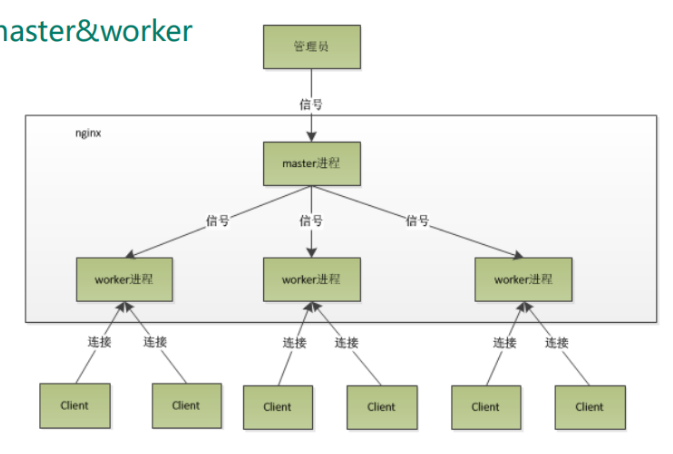 master&worker
管理员
信号
nginx
master进程
信号 信号 信号
worker进程 worker进程 worker进程
连接 连接 连接 连接 连接 连接
Client Client Client Client Client Client